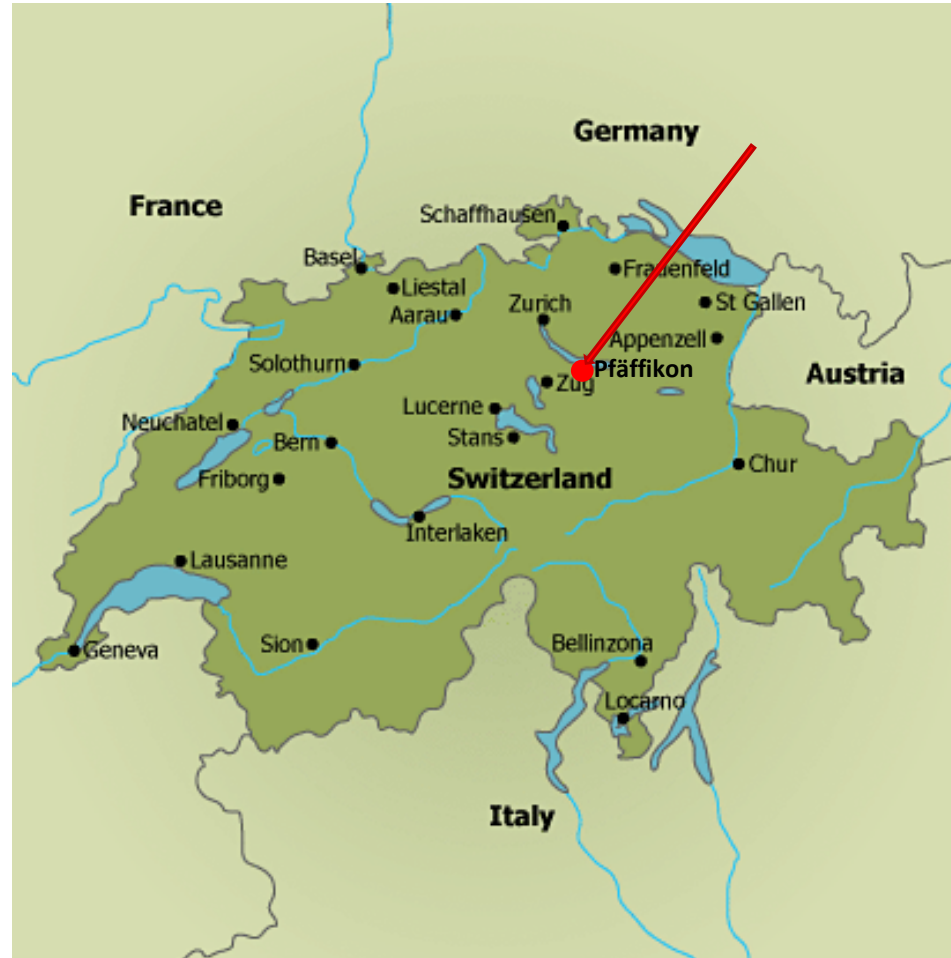 Germany
France
Schaffhausen
Basel
Frauenfeld
Liestal
Zurich
St Gallen
Aarau
Appenzell
Solothurn
Pfäffikon
Austria
Zug
Lucerne
Neuchatel
Stans
Bern
Chur
Switzerland
Friborg
Interlaken
Lausanne
Sion
Bellinzona
Geneva
Locarno
Italy